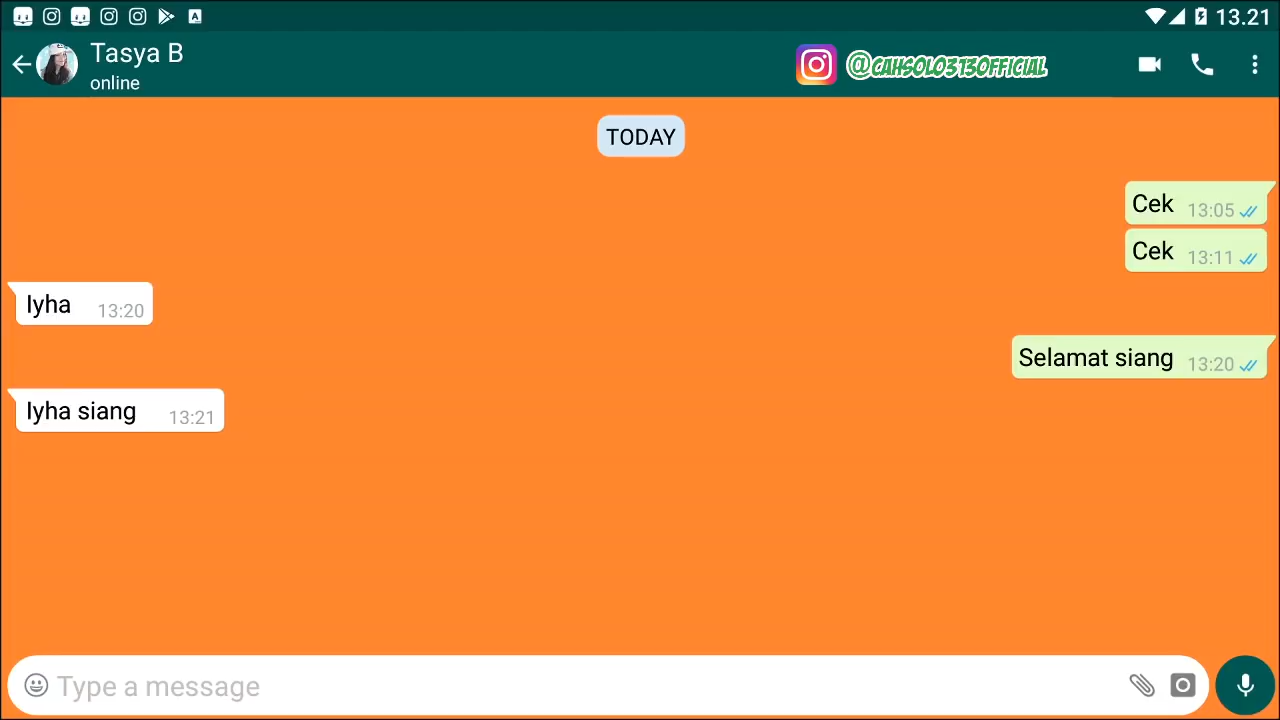 13.21
Tasya B
online
@CAHSOLO313OFFICIAL
TODAY
Cek 13:05
Cek 13:11
Iyha 13:20
Selamat siang 13:20
Iyha siang 13:21
Type a message